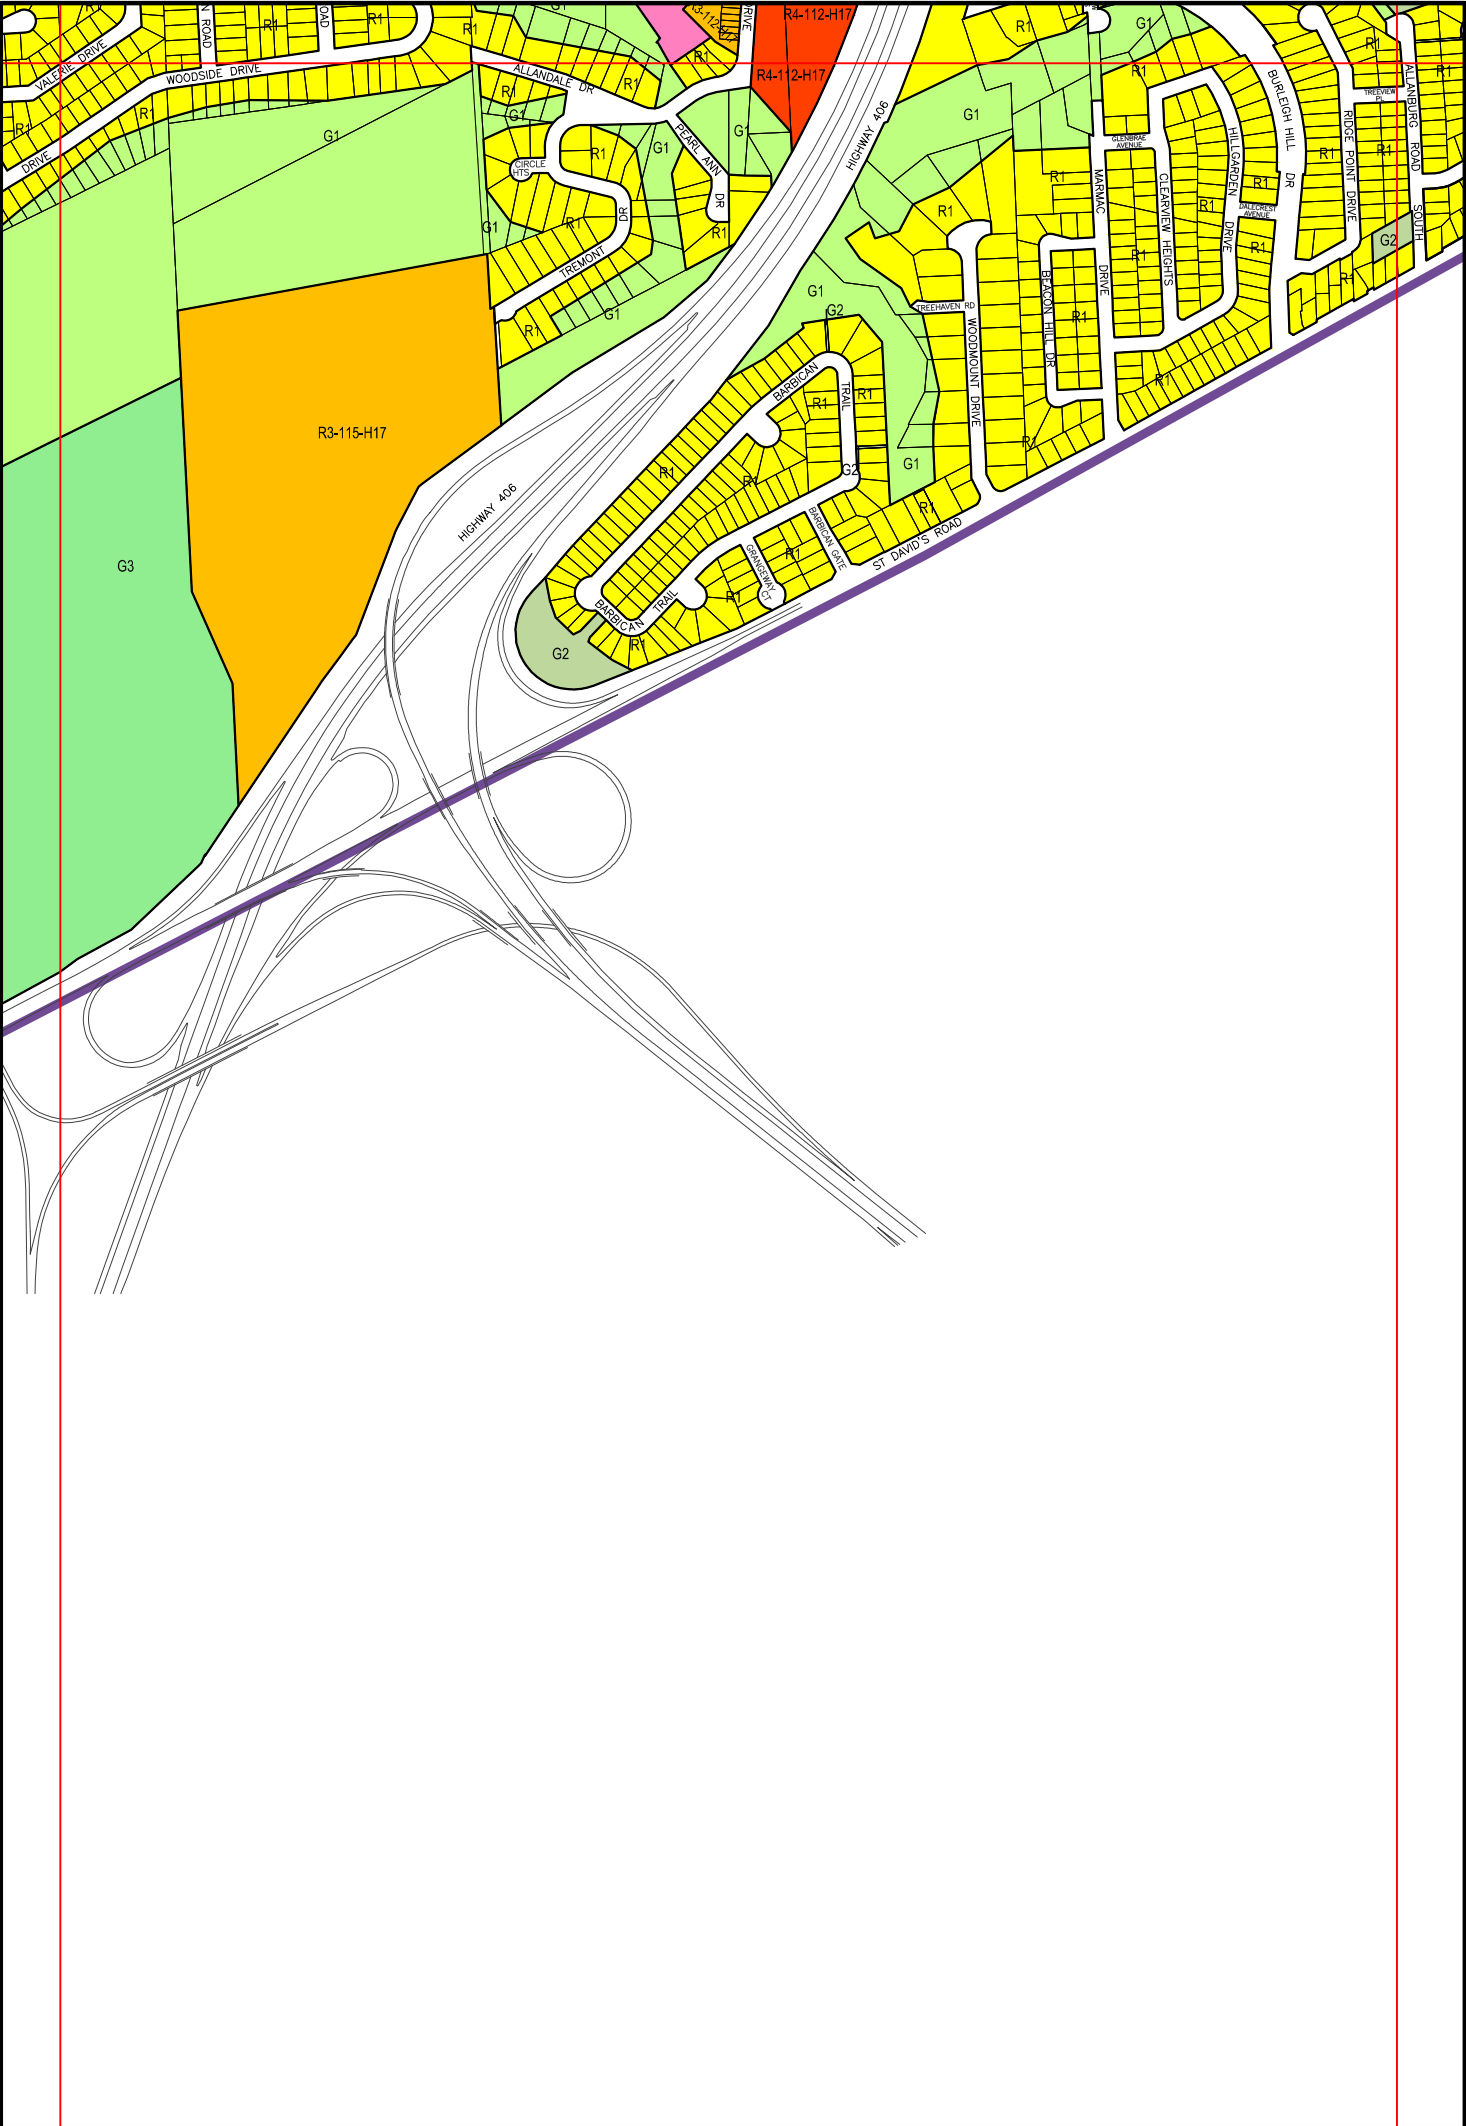 R1
G1
R4-112-H17
R1
R1
G1
ROAD
R1
R1
R1
DRIVE
VALERIE DRIVE
WOODSIDE DRIVE
R1
R1
R1
R4-112-H17
R1
R1
R1
ALLANDALE DR
R1
R1
BURLEIGH HILL DR
ALLANBURG ROAD SOUTH
TREEVIEW
PL
R1
R1
DRIVE
G1
G1
G1
G1
G1
HIGHWAY 406
PEARL ANN DR
GLENBRAE
AVENUE
HILLGARDEN DRIVE
RIDGE POINT DRIVE
R1
R1
CIRCLE
HTS
R1
R1
MARMAC DRIVE
CLEARVIEW HEIGHTS
R1
R1
DALECREST
AVENUE
G1
R1
DR
R1
R1
R1
R1
G2
TREMONT
R1
BEACON HILL DR
R1
G1
G2
TREEHAVEN RD
WOODMOUNT DRIVE
R1
R1
G1
BARBICAN TRAIL
R1
R1
R1
R3-115-H17
R1
R1
G2
G1
R1
HIGHWAY 406
R1
BARBICAN GATE
ST DAVID'S ROAD
G3
GRANGEWAY
CT
R1
R1
BARBICAN TRAIL
R1
G2